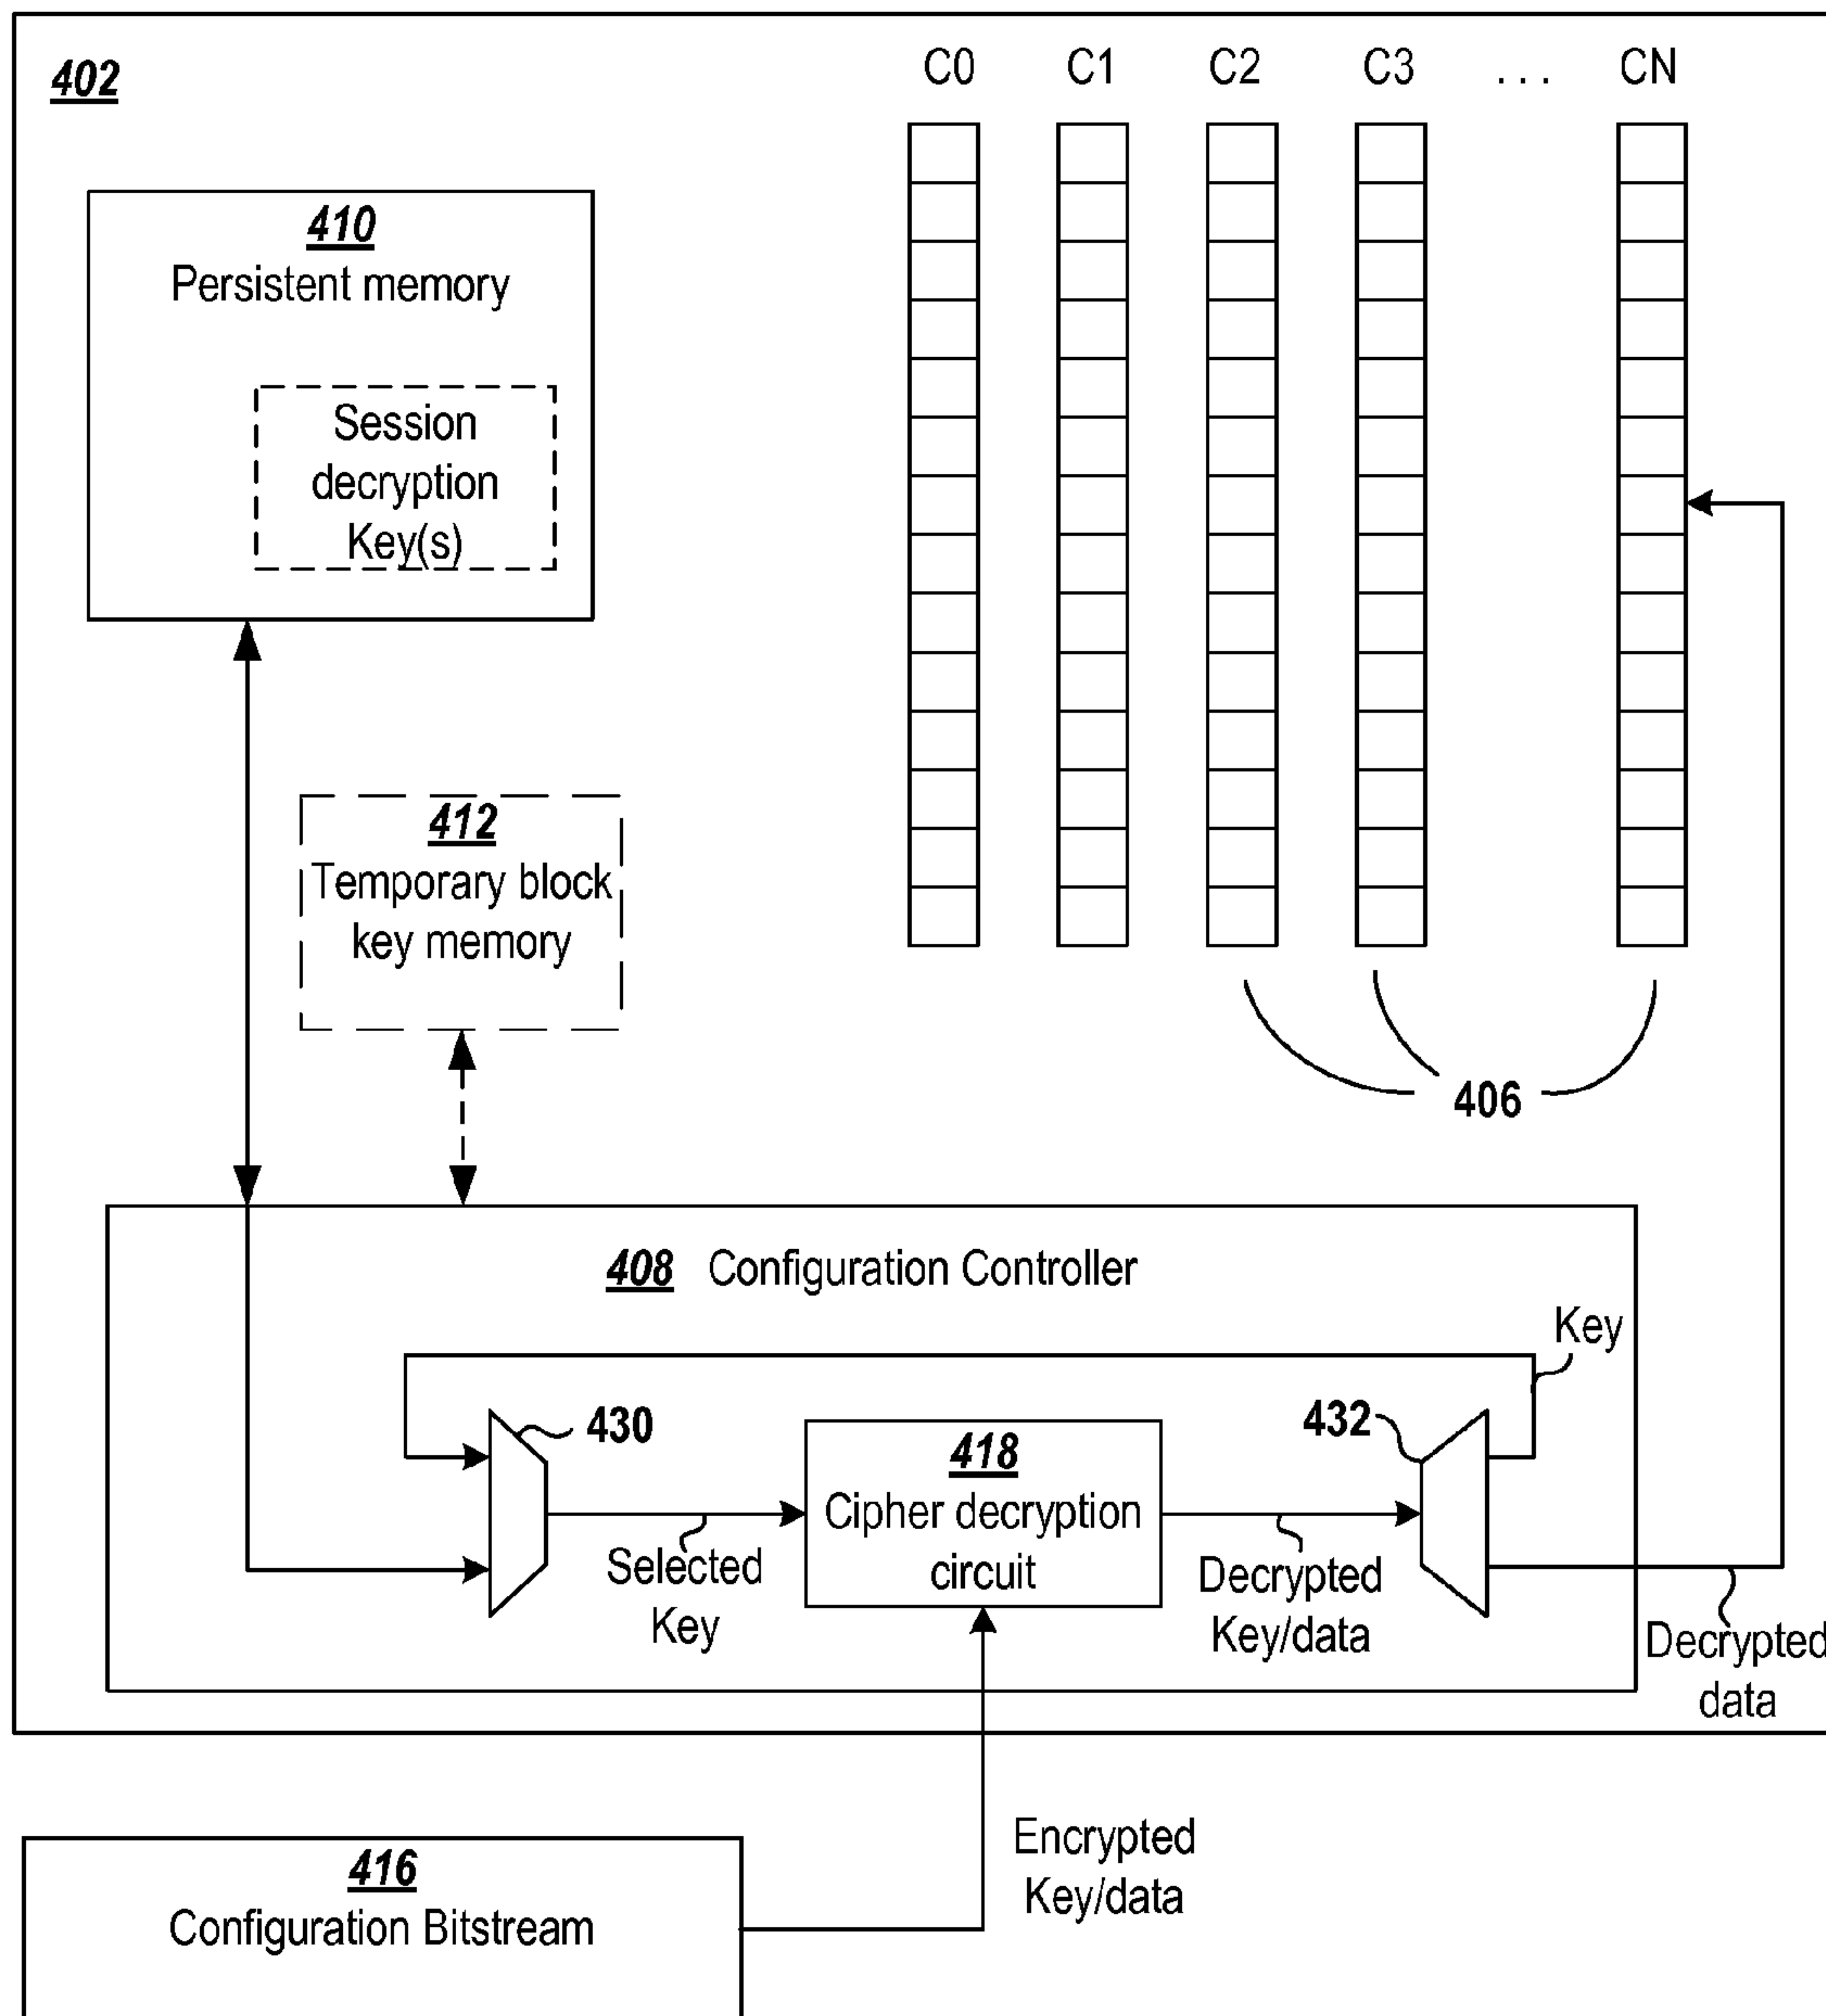 402
C0 C1 C2 C3 ... CN
410
Persistent memory
Session
decryption
Key(s)
412
Temporary block
key memory
406
408 Configuration Controller
Key
430
432
418
Cipher decryption
circuit
Selected
Key
Decrypted
Key/data
Decrypted
data
Encrypted
Key/data
416
Configuration Bitstream